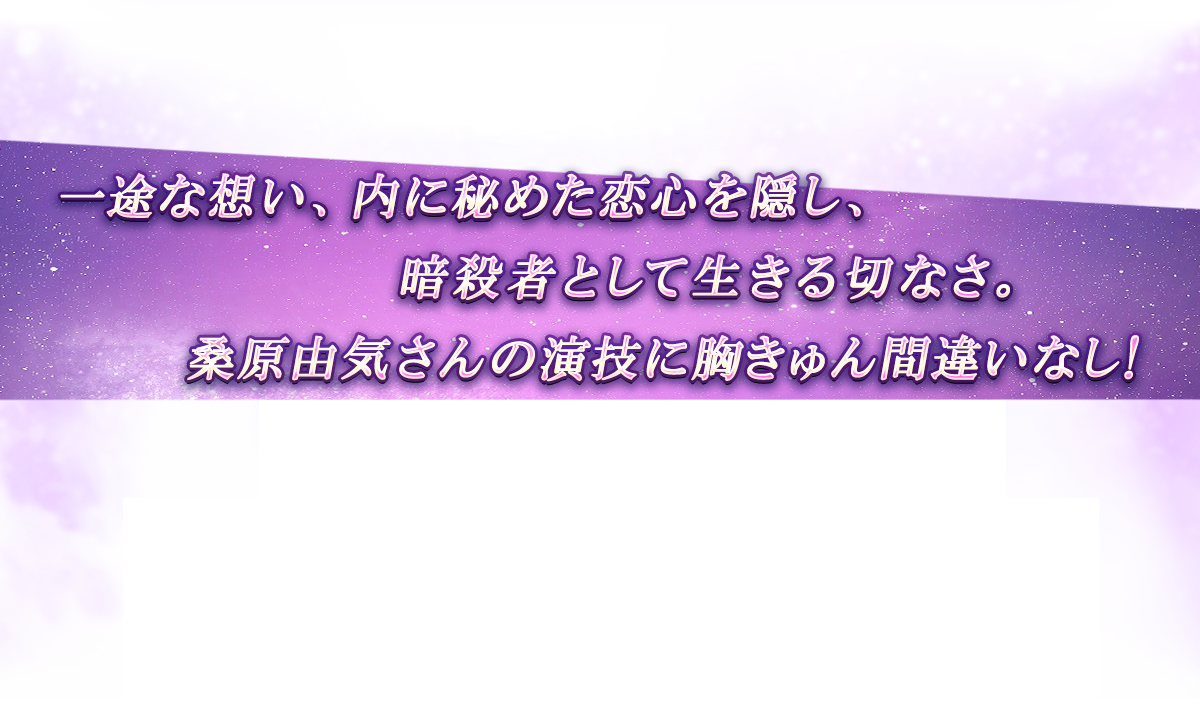 一途な想い、内に秘めた恋心を隠し、
暗殺者として生きる切なさ。
桑原由気さんの演技に胸きゅん間違いなし!